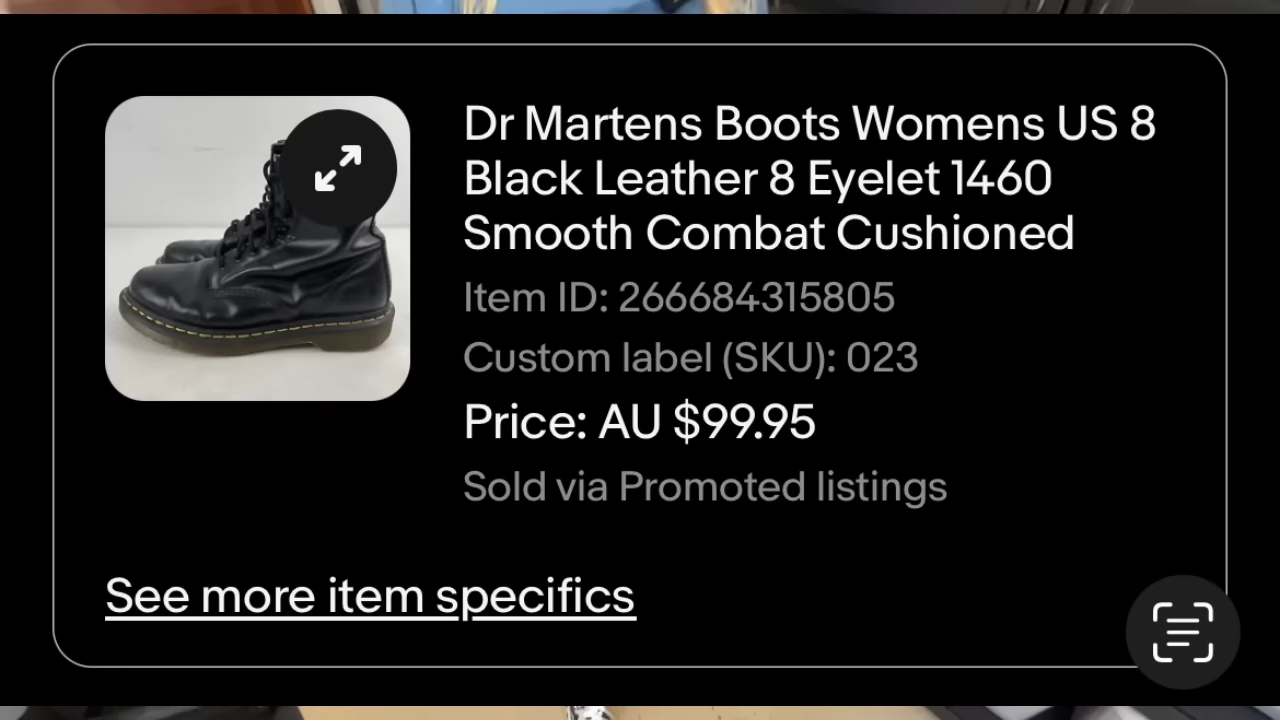 Dr Martens Boots Womens US 8
Black Leather 8 Eyelet 1460
Smooth Combat Cushioned
Item ID: 266684315805
Custom label (SKU): 023
Price: AU $99.95
Sold via Promoted listings
See more item specifics